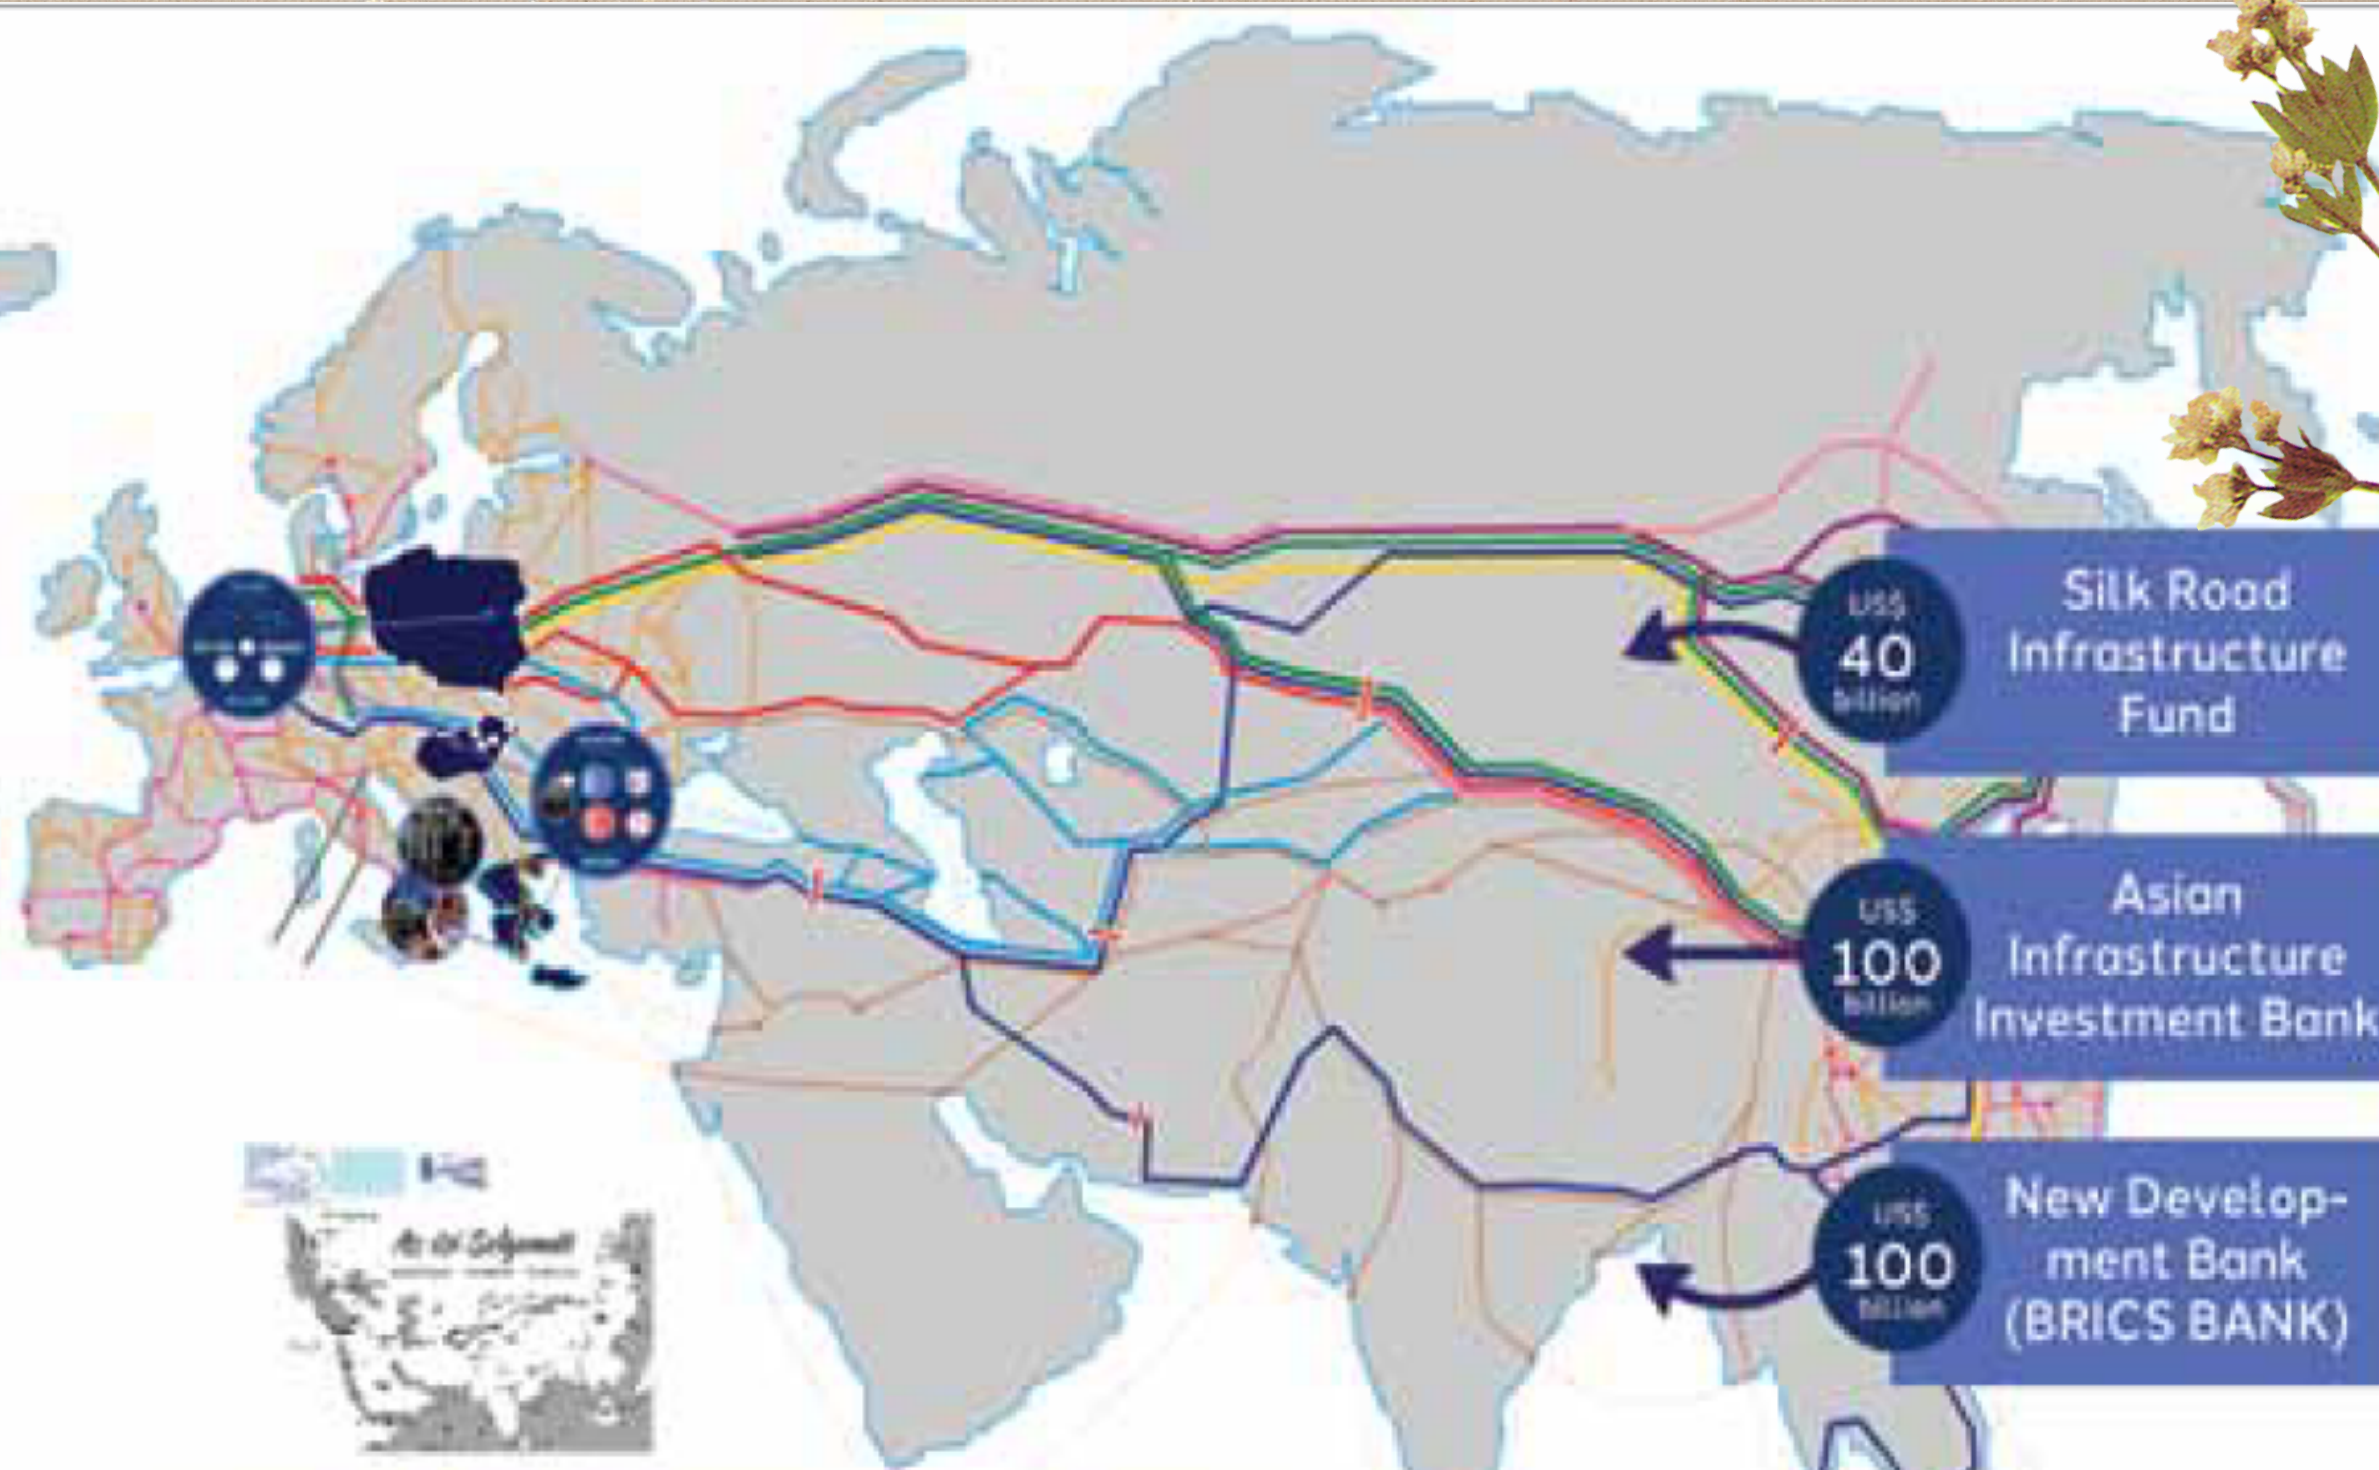 US$
40
billion
Silk Road
Infrastructure
Fund
US$
100
billion
Asian
Infrastructure
Investment Bank
US$
100
billion
New Develop-
ment Bank
(BRICS BANK)